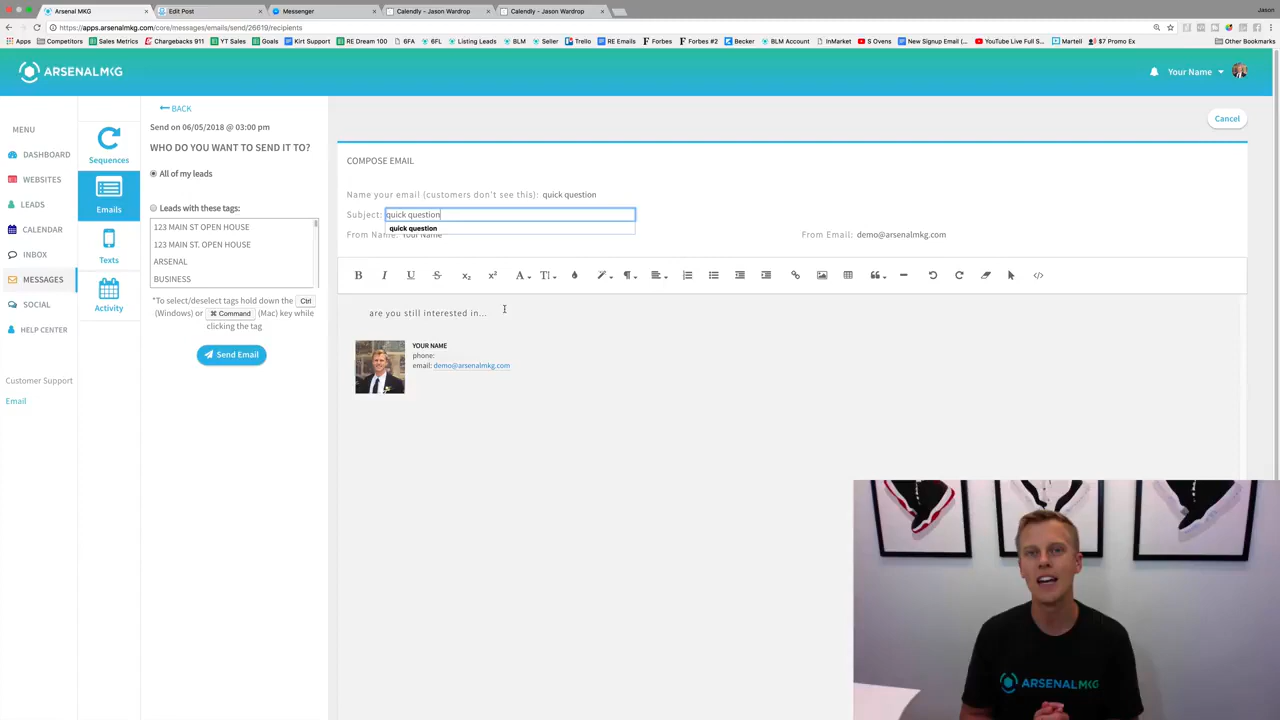 Arsenal MKG
Edit Post
Messenger
Calendly - Jason Wardrop
Calendly - Jason Wardrop
Jason
https://apps.arsenalmkg.com/core/messages/emails/send/26619/recipients
Apps
Competitors
Sales Metrics
Chargebacks 911
YT Sales
Goals
Kirt Support
RE Dream 100
6FA
6FL
Listing Leads
BLM
Seller
Trello
RE Emails
Forbes
Forbes #2
Becker
BLM Account
InMarket
S Ovens
New Signup Email (...
YouTube Live Full S...
Martell
$7 Promo Ex
Other Bookmarks
ARSENALMKG
Your Name
MENU
DASHBOARD
WEBSITES
LEADS
CALENDAR
INBOX
MESSAGES
SOCIAL
HELP CENTER
Customer Support
Email
Sequences
Emails
Texts
Activity
BACK
Send on 06/05/2018 @ 03:00 pm
WHO DO YOU WANT TO SEND IT TO?
All of my leads
Leads with these tags:
123 MAIN ST OPEN HOUSE
123 MAIN ST. OPEN HOUSE
ARSENAL
BUSINESS
*To select/deselect tags hold down the Ctrl
(Windows) or ⌘ Command (Mac) key while
clicking the tag
Send Email
Cancel
COMPOSE EMAIL
Name your email (customers don't see this): quick question
Subject: quick question
quick question
From Name: Your Name
From Email: demo@arsenalmkg.com
are you still interested in...
YOUR NAME
phone:
email: demo@arsenalmkg.com
ARSENALMKG